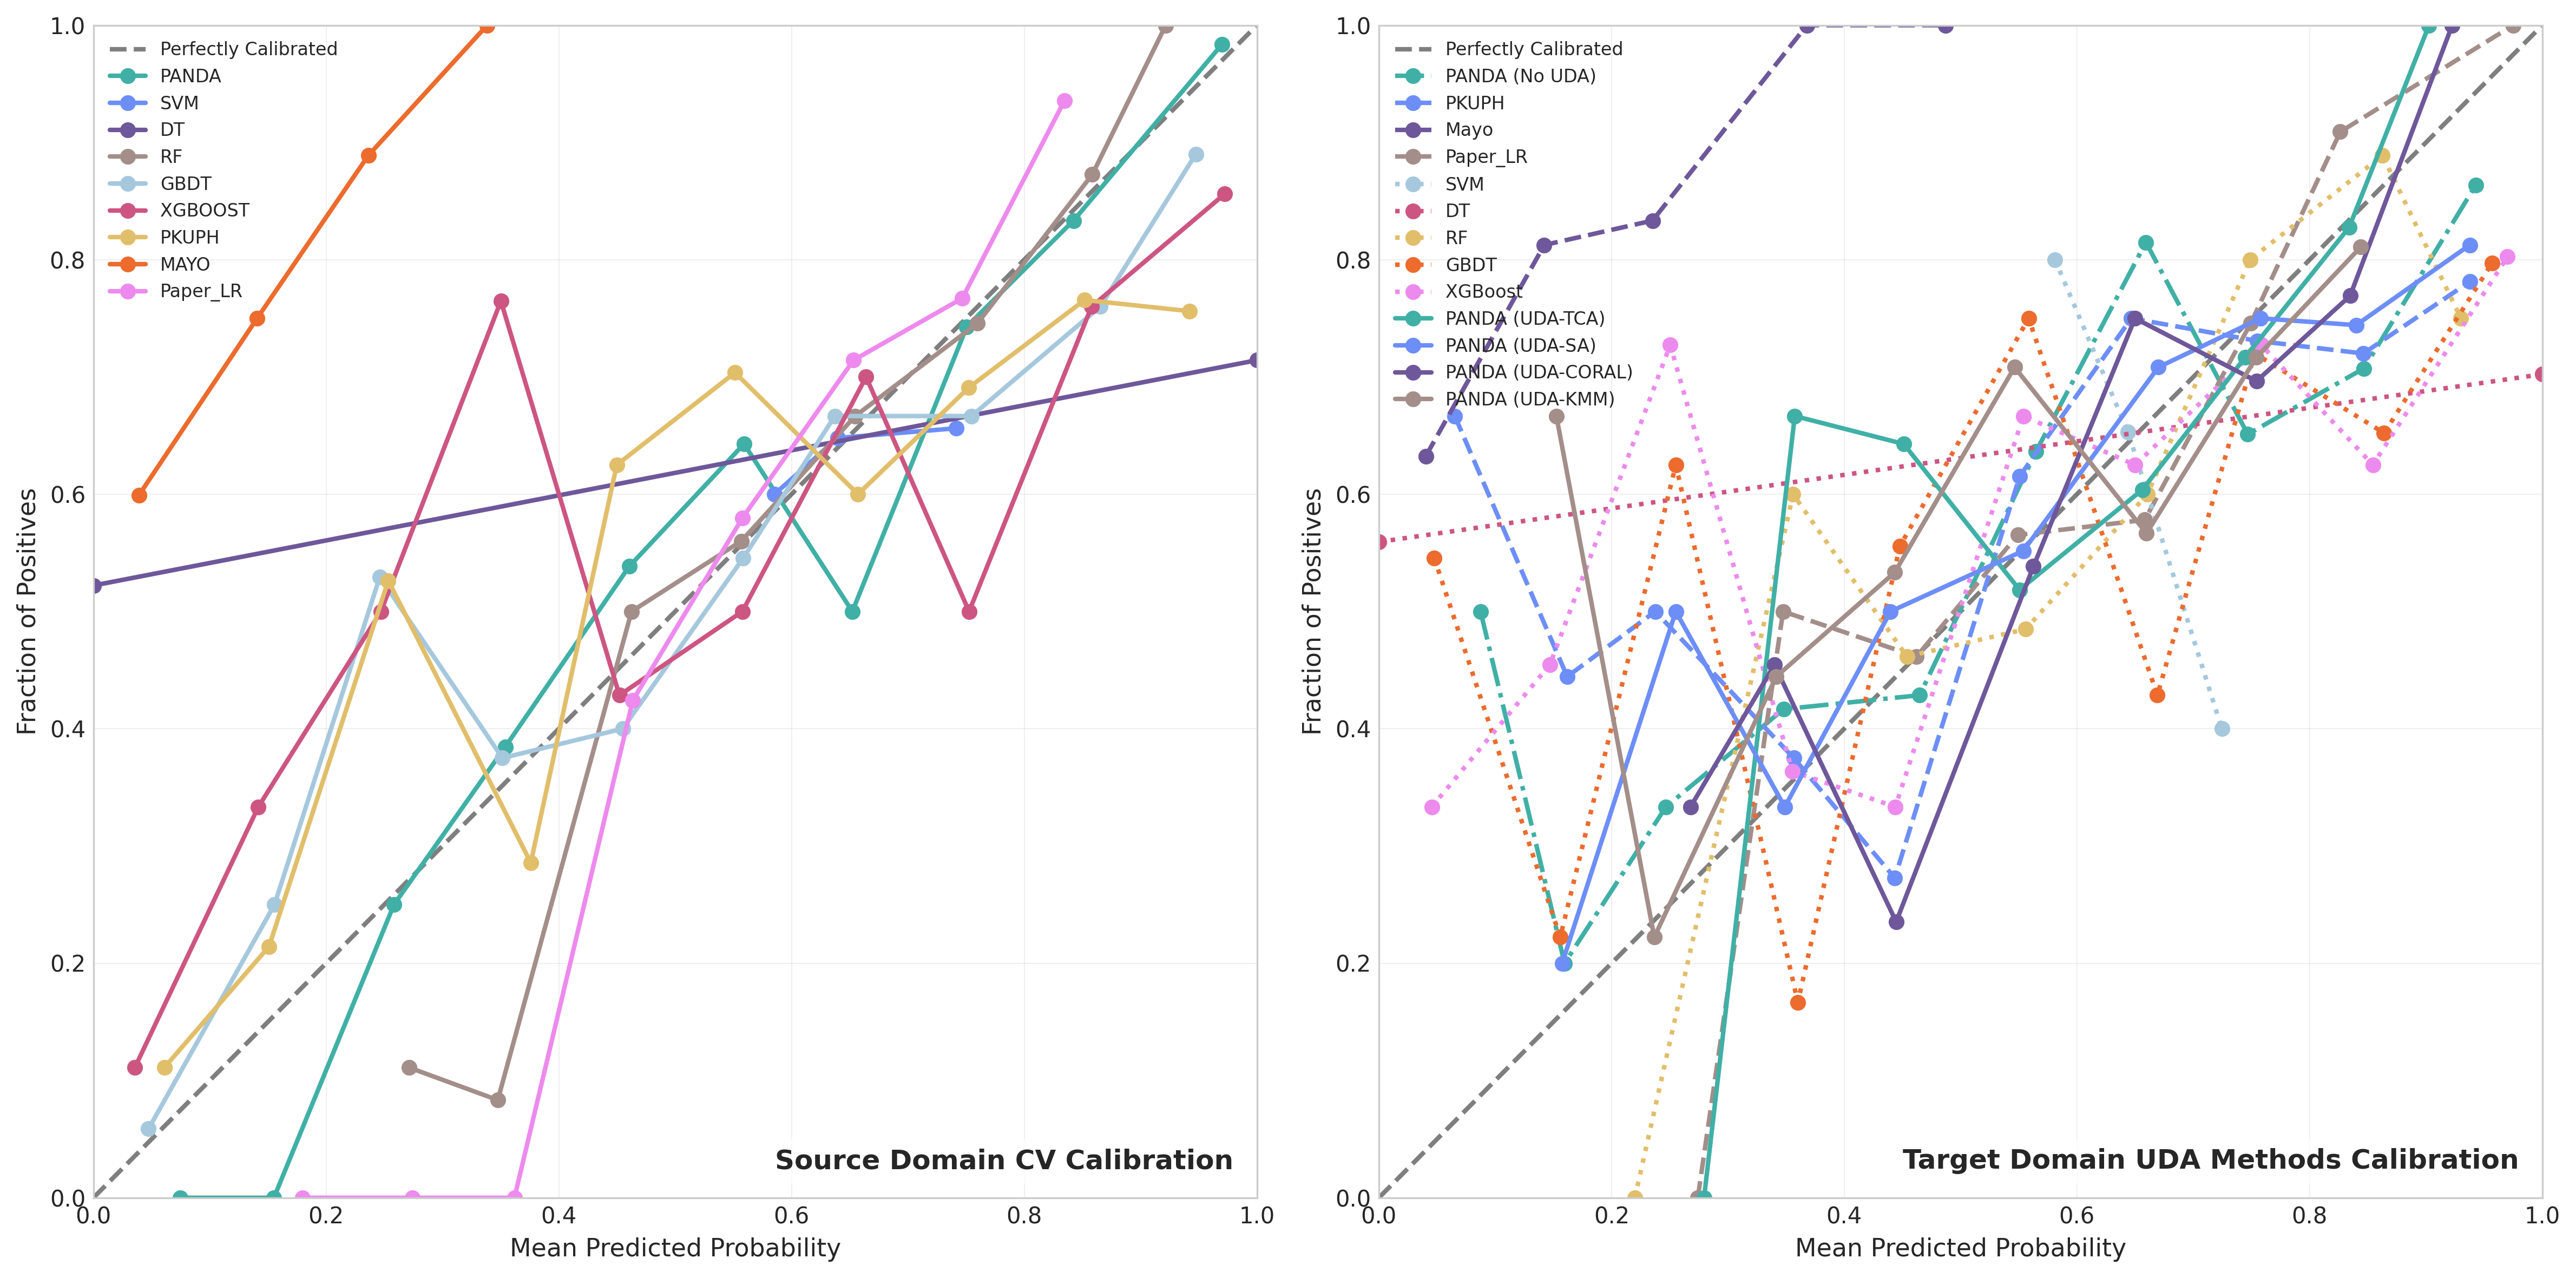 1.0
0.8
0.6
0.4
0.2
0.0
Fraction of Positives
Perfectly Calibrated
PANDA
SVM
DT
RF
GBDT
XGBOOST
PKUPH
MAYO
Paper_LR
Source Domain CV Calibration
0.0 0.2 0.4 0.6 0.8 1.0
Mean Predicted Probability
1.0
0.8
0.6
0.4
0.2
0.0
Fraction of Positives
Perfectly Calibrated
PANDA (No UDA)
PKUPH
Mayo
Paper_LR
SVM
DT
RF
GBDT
XGBoost
PANDA (UDA-TCA)
PANDA (UDA-SA)
PANDA (UDA-CORAL)
PANDA (UDA-KMM)
Target Domain UDA Methods Calibration
0.0 0.2 0.4 0.6 0.8 1.0
Mean Predicted Probability